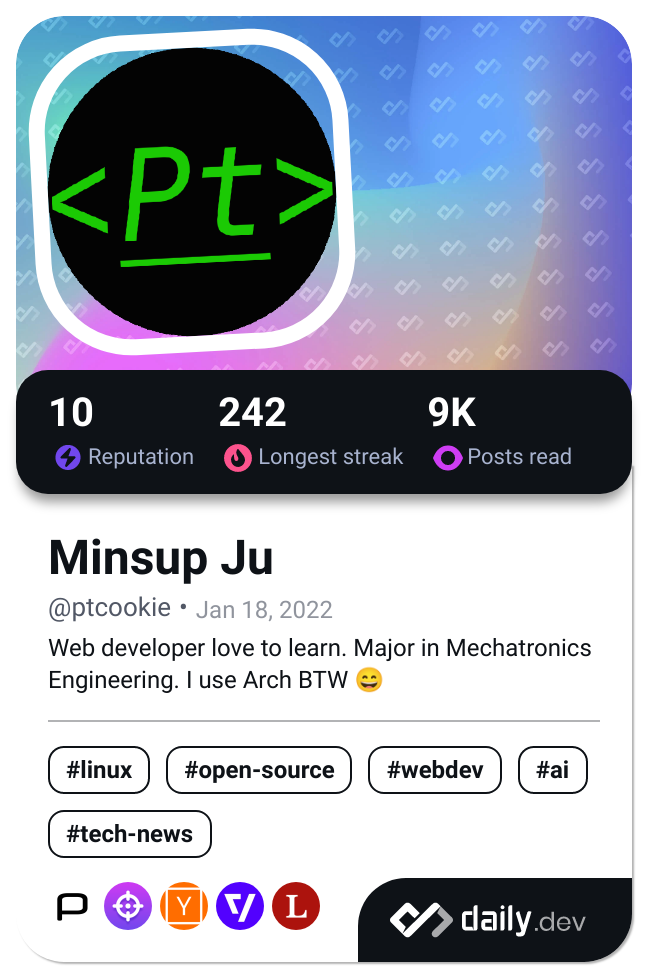 <Pt>
10 242 9K
Reputation Longest streak Posts read
Minsup Ju
@ptcookie • Jan 18, 2022
Web developer love to learn. Major in Mechatronics
Engineering. I use Arch BTW 😄
#linux #open-source #webdev #ai
#tech-news
Y L daily.dev